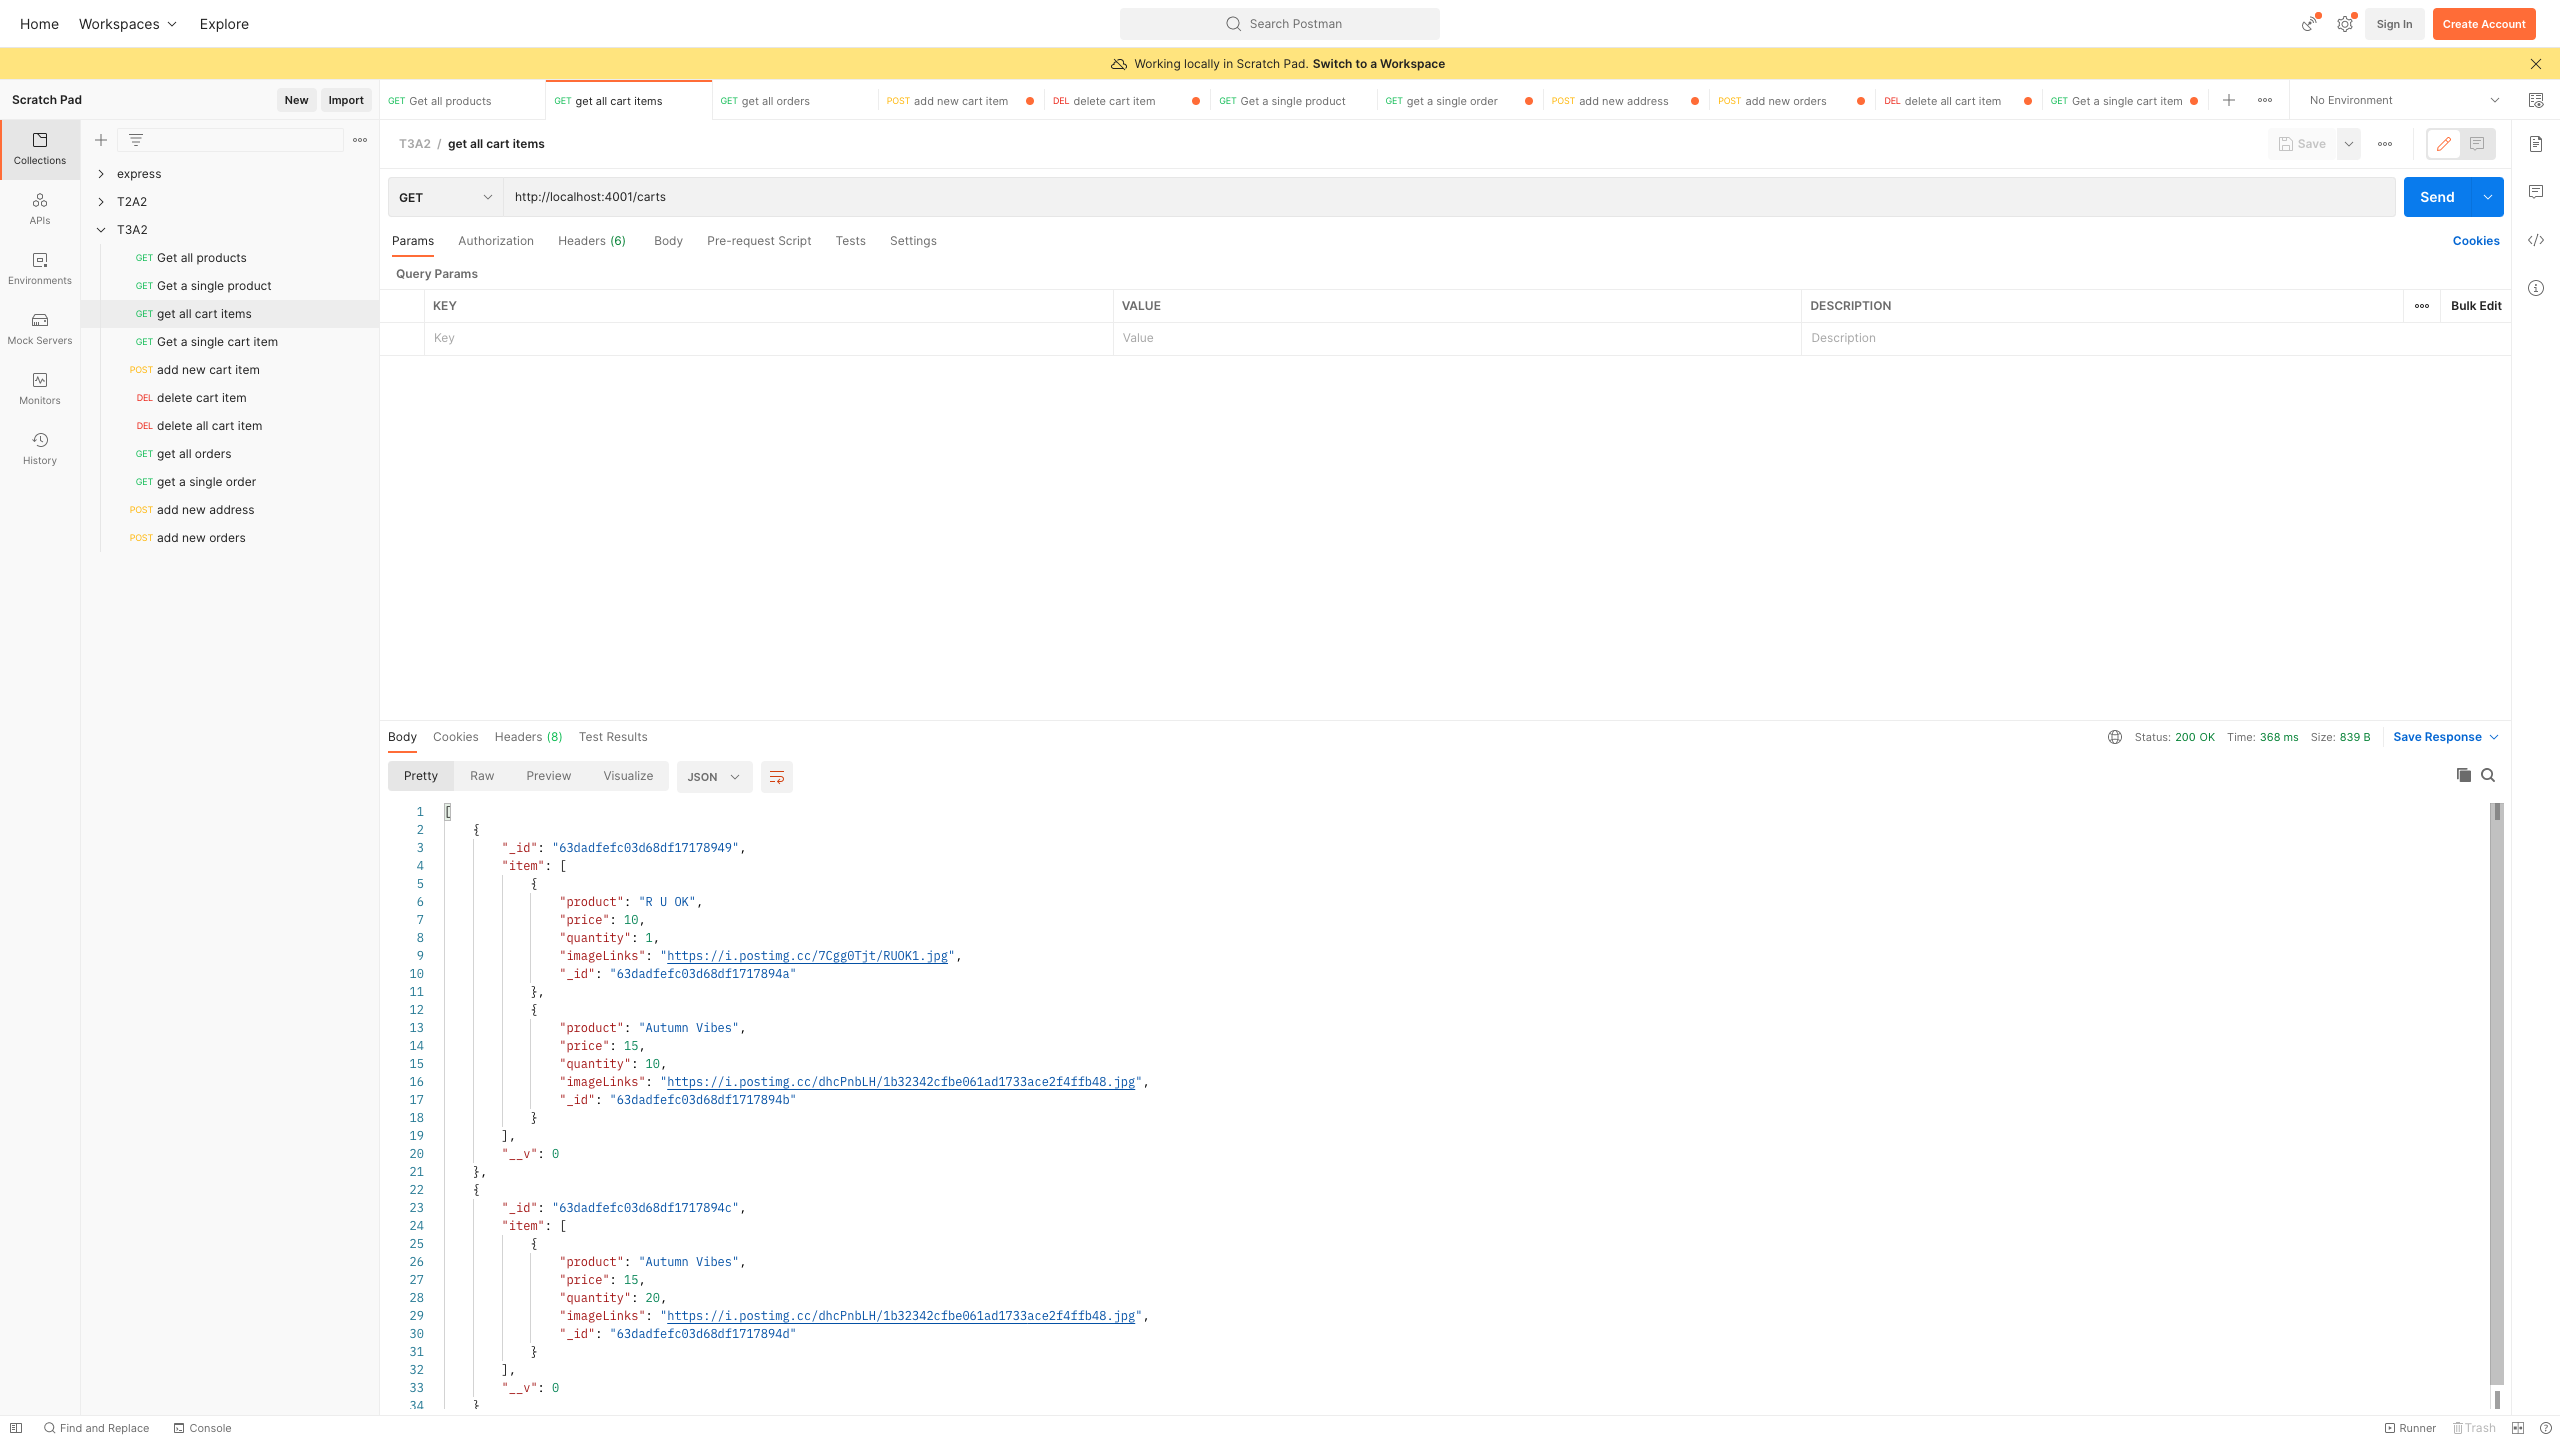 Home Workspaces Explore Search Postman Sign In Create Account
Working locally in Scratch Pad. Switch to a Workspace
Scratch Pad New Import GET Get all products GET get all cart items GET get all orders POST add new cart item DEL delete cart item GET Get a single product GET get a single order POST add new address POST add new orders DEL delete all cart item GET Get a single cart item No Environment
Collections
APIs
Environments
Mock Servers
Monitors
History
express
T2A2
T3A2
GET Get all products
GET Get a single product
GET get all cart items
GET Get a single cart item
POST add new cart item
DEL delete cart item
DEL delete all cart item
GET get all orders
GET get a single order
POST add new address
POST add new orders
T3A2 / get all cart items Save
GET http://localhost:4001/carts Send
Params Authorization Headers (6) Body Pre-request Script Tests Settings Cookies
Query Params
KEY VALUE DESCRIPTION Bulk Edit
Key Value Description
Body Cookies Headers (8) Test Results Status: 200 OK Time: 368 ms Size: 839 B Save Response
Pretty Raw Preview Visualize JSON
1 [
2 {
3 "_id": "63dadfefc03d68df17178949",
4 "item": [
5 {
6 "product": "R U OK",
7 "price": 10,
8 "quantity": 1,
9 "imageLinks": "https://i.postimg.cc/7Cgg0Tjt/RUOK1.jpg",
10 "_id": "63dadfefc03d68df1717894a"
11 },
12 {
13 "product": "Autumn Vibes",
14 "price": 15,
15 "quantity": 10,
16 "imageLinks": "https://i.postimg.cc/dhcPnbLH/1b32342cfbe061ad1733ace2f4ffb48.jpg",
17 "_id": "63dadfefc03d68df1717894b"
18 }
19 ],
20 "__v": 0
21 },
22 {
23 "_id": "63dadfefc03d68df1717894c",
24 "item": [
25 {
26 "product": "Autumn Vibes",
27 "price": 15,
28 "quantity": 20,
29 "imageLinks": "https://i.postimg.cc/dhcPnbLH/1b32342cfbe061ad1733ace2f4ffb48.jpg",
30 "_id": "63dadfefc03d68df1717894d"
31 }
32 ],
33 "__v": 0
34 }
Find and Replace Console Runner Trash